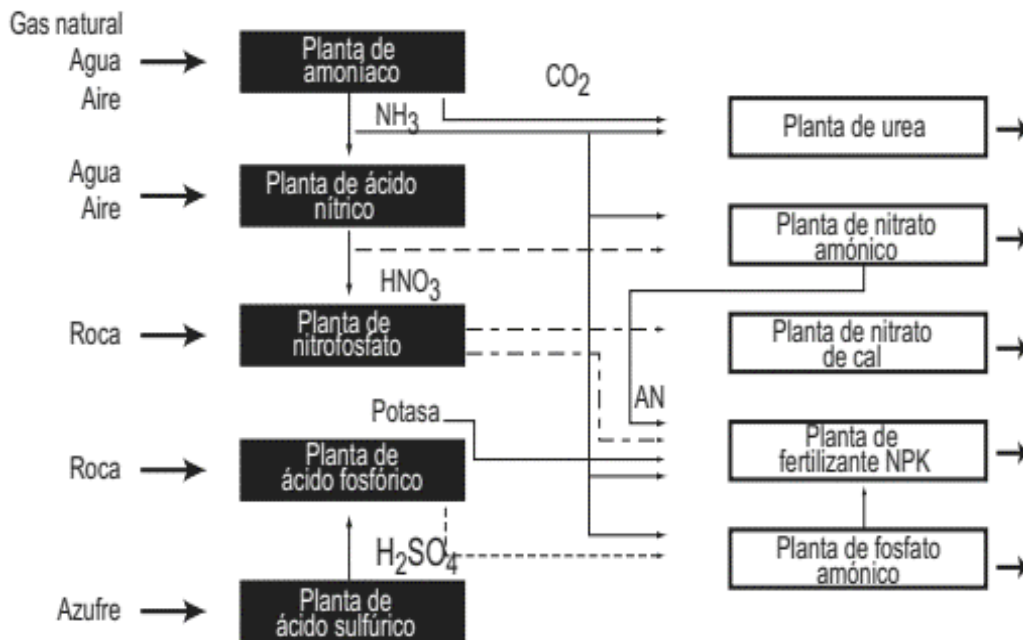 Gas natural
Agua
Aire
Planta de
amoníaco
CO2
NH3
Planta de urea
Agua
Aire
Planta de ácido
nítrico
Planta de nitrato
amónico
HNO3
Roca
Planta de
nitrofosfato
Planta de nitrato
de cal
AN
Potasa
Roca
Planta de
ácido fosfórico
Planta de
fertilizante NPK
H2SO4
Planta de fosfato
amónico
Azufre
Planta de
ácido sulfúrico